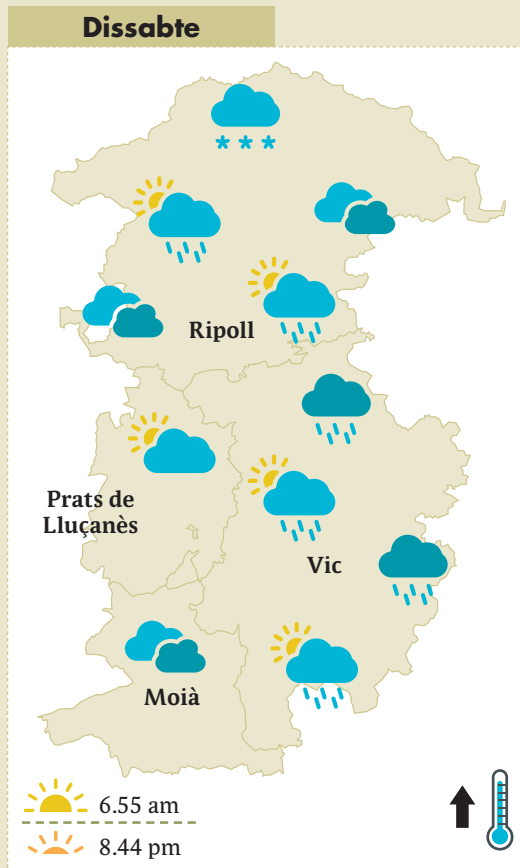 Dissabte
Ripoll
Prats de
Lluçanès
Vic
Moià
6.55 am
8.44 pm